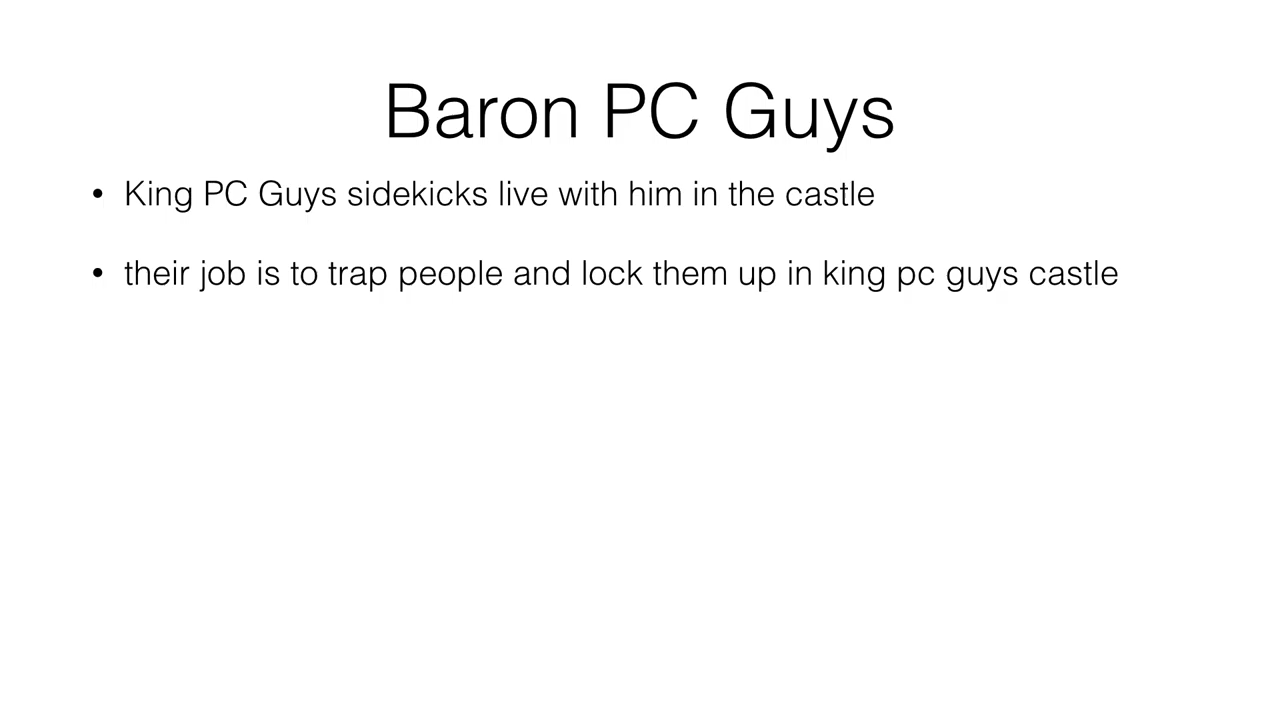 Baron PC Guys
• King PC Guys sidekicks live with him in the castle
• their job is to trap people and lock them up in king pc guys castle